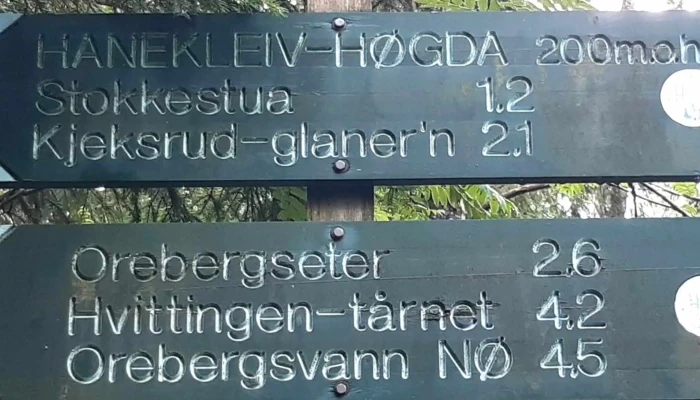 HANEKLEIV-HØGDA 200moh
Stokkestua 1.2
Kjeksrud-glaner'n 2.1
Orebergseter 2.6
Hvittingen-tårnet 4.2
Orebergsvann NØ 4.5